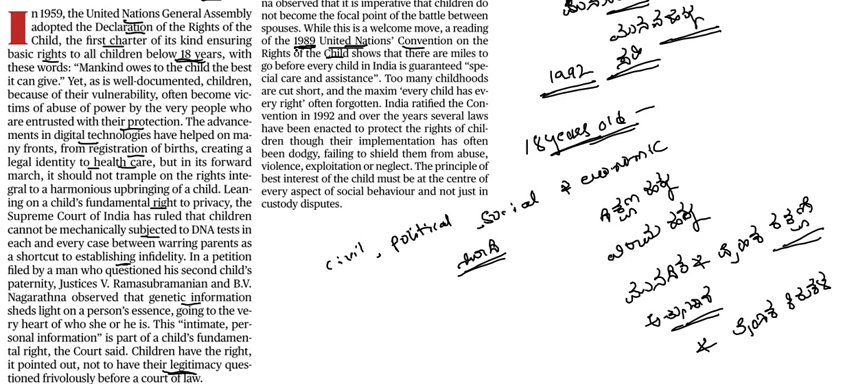 In 1959, the United Nations General Assembly
adopted the Declaration of the Rights of the
Child, the first charter of its kind ensuring
basic rights to all children below 18 years, with
these words: “Mankind owes to the child the best
it can give.” Yet, as is well-documented, children,
because of their vulnerability, often become vic-
tims of abuse of power by the very people who
are entrusted with their protection. The advance-
ments in digital technologies have helped on ma-
ny fronts, from registration of births, creating a
legal identity to health care, but in its forward
march, it should not trample on the rights inte-
gral to a harmonious upbringing of a child. Lean-
ing on a child’s fundamental right to privacy, the
Supreme Court of India has ruled that children
cannot be mechanically subjected to DNA tests in
each and every case between warring parents as
a shortcut to establishing infidelity. In a petition
filed by a man who questioned his second child’s
paternity, Justices V. Ramasubramanian and B.V.
Nagarathna observed that genetic information
sheds light on a person’s essence, going to the ve-
ry heart of who she or he is. This “intimate, per-
sonal information” is part of a child’s fundamen-
tal right, the Court said. Children have the right,
it pointed out, not to have their legitimacy ques-
tioned frivolously before a court of law.
na observed that it is imperative that children do
not become the focal point of the battle between
spouses. While this is a welcome move, a reading
of the 1989 United Nations’ Convention on the
Rights of the Child shows that there are miles to
go before every child in India is guaranteed “spe-
cial care and assistance”. Too many childhoods
are cut short, and the maxim ‘every child has ev-
ery right’ often forgotten. India ratified the Con-
vention in 1992 and over the years several laws
have been enacted to protect the rights of chil-
dren though their implementation has often
been dodgy, failing to shield them from abuse,
violence, exploitation or neglect. The principle of
best interest of the child must be at the centre of
every aspect of social behaviour and not just in
custody disputes.
1992
18 years old
civil, political, social & economic